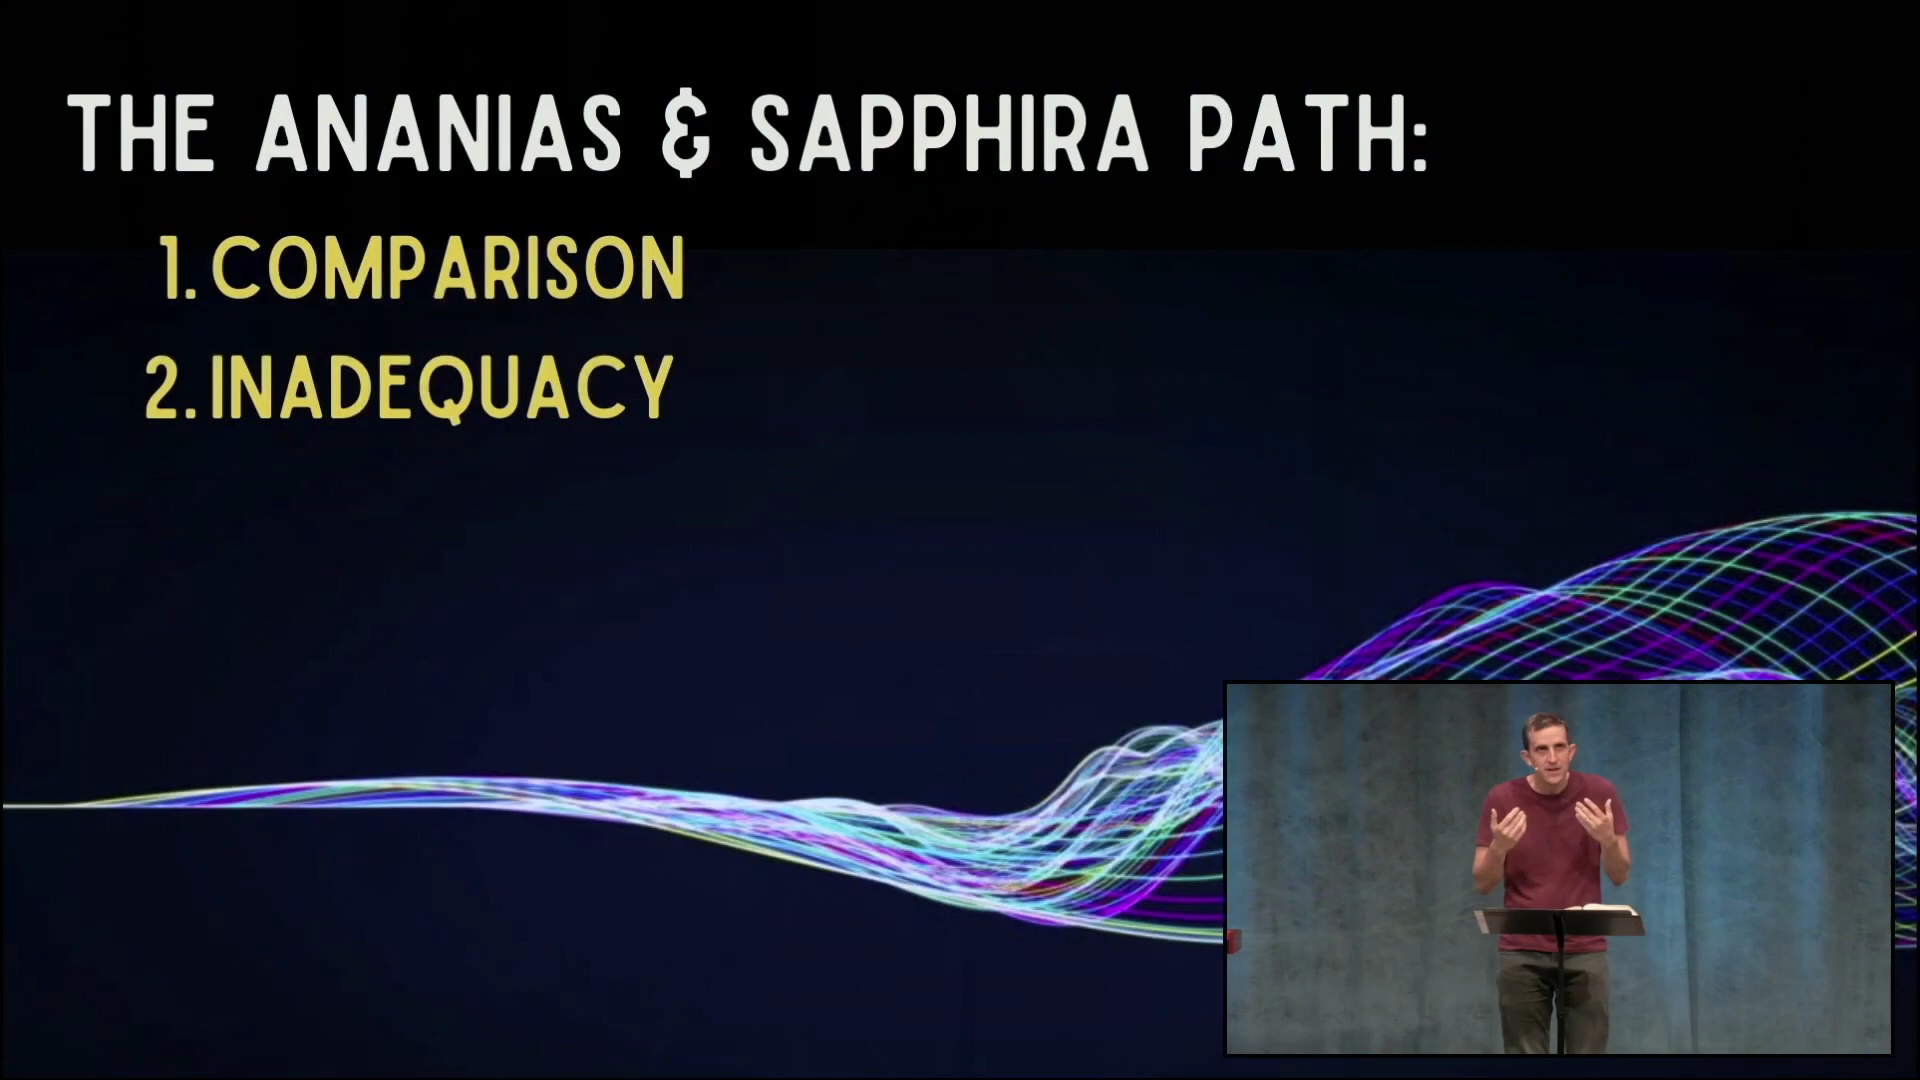 THE ANANIAS & SAPPHIRA PATH:
1. COMPARISON
2. INADEQUACY